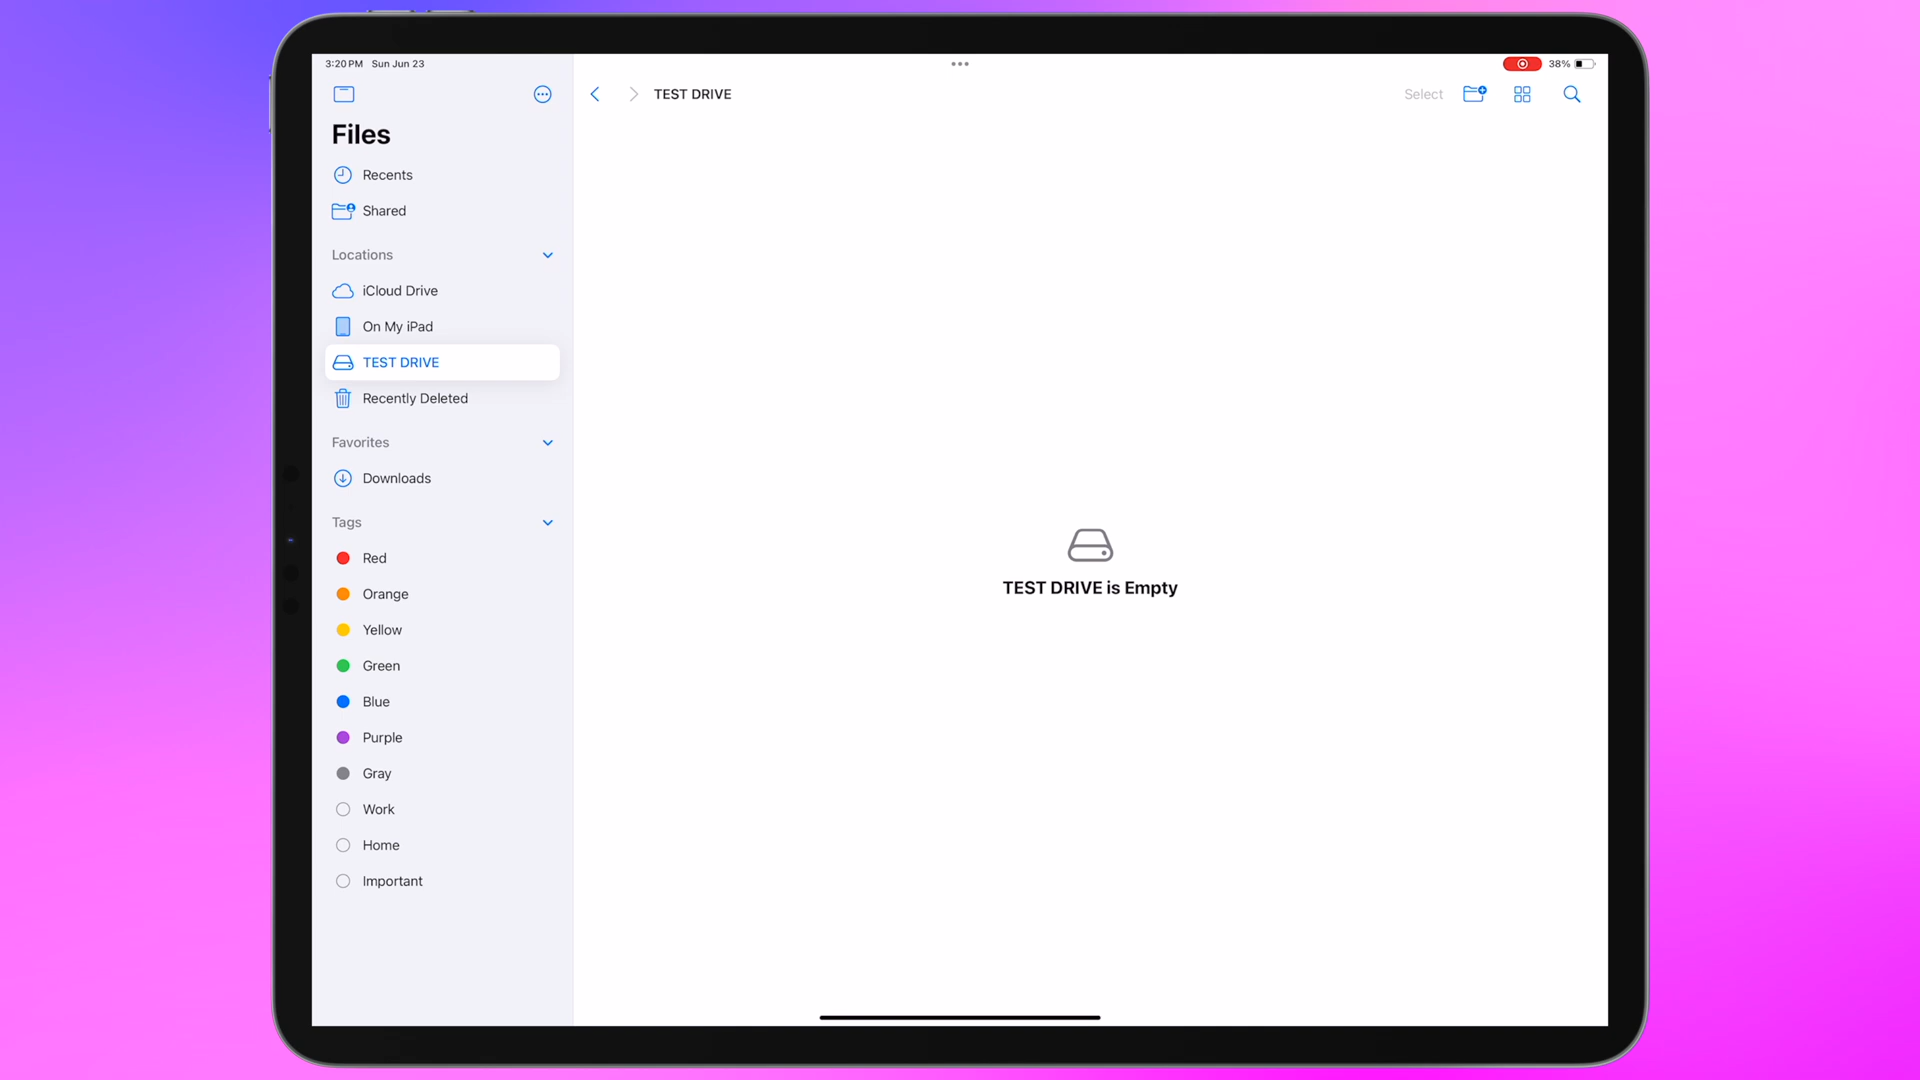 3:20 PM Sun Jun 23
38%
TEST DRIVE
Select
Files
Recents
Shared
Locations
iCloud Drive
On My iPad
TEST DRIVE
Recently Deleted
Favorites
Downloads
Tags
Red
Orange
Yellow
Green
Blue
Purple
Gray
Work
Home
Important
TEST DRIVE is Empty